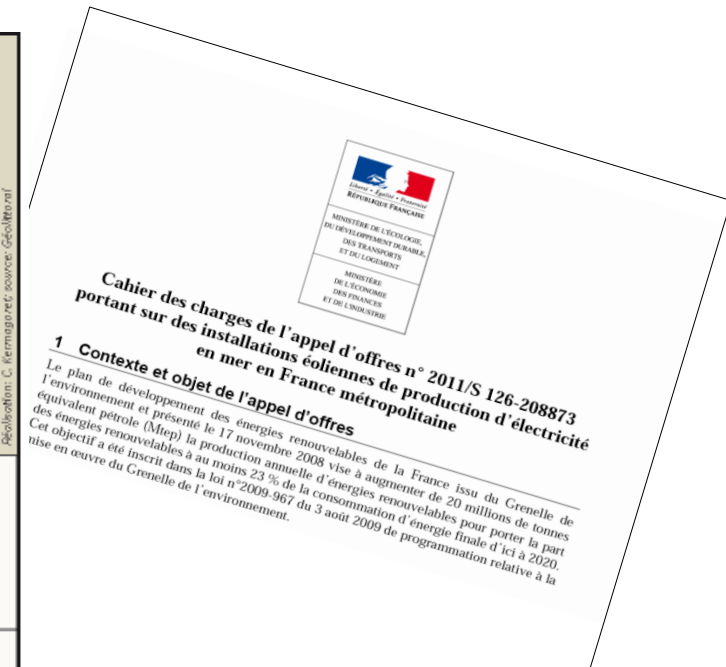 Réalisation: C. Kermagoret; source: Géolittoral
Liberté • Égalité • Fraternité
RÉPUBLIQUE FRANÇAISE
MINISTÈRE DE L'ÉCOLOGIE,
DU DÉVELOPPEMENT DURABLE,
DES TRANSPORTS
ET DU LOGEMENT
MINISTÈRE
DE L'ÉCONOMIE
DES FINANCES
ET DE L'INDUSTRIE
Cahier des charges de l'appel d'offres n° 2011/S 126-208873
portant sur des installations éoliennes de production d'électricité
en mer en France métropolitaine
1 Contexte et objet de l'appel d'offres
Le plan de développement des énergies renouvelables de la France issu du Grenelle de
l'environnement et présenté le 17 novembre 2008 vise à augmenter de 20 millions de tonnes
équivalent pétrole (Mtep) la production annuelle d'énergies renouvelables pour porter la part
des énergies renouvelables à au moins 23 % de la consommation d'énergie finale d'ici à 2020.
Cet objectif a été inscrit dans la loi n°2009-967 du 3 août 2009 de programmation relative à la
mise en œuvre du Grenelle de l'environnement.